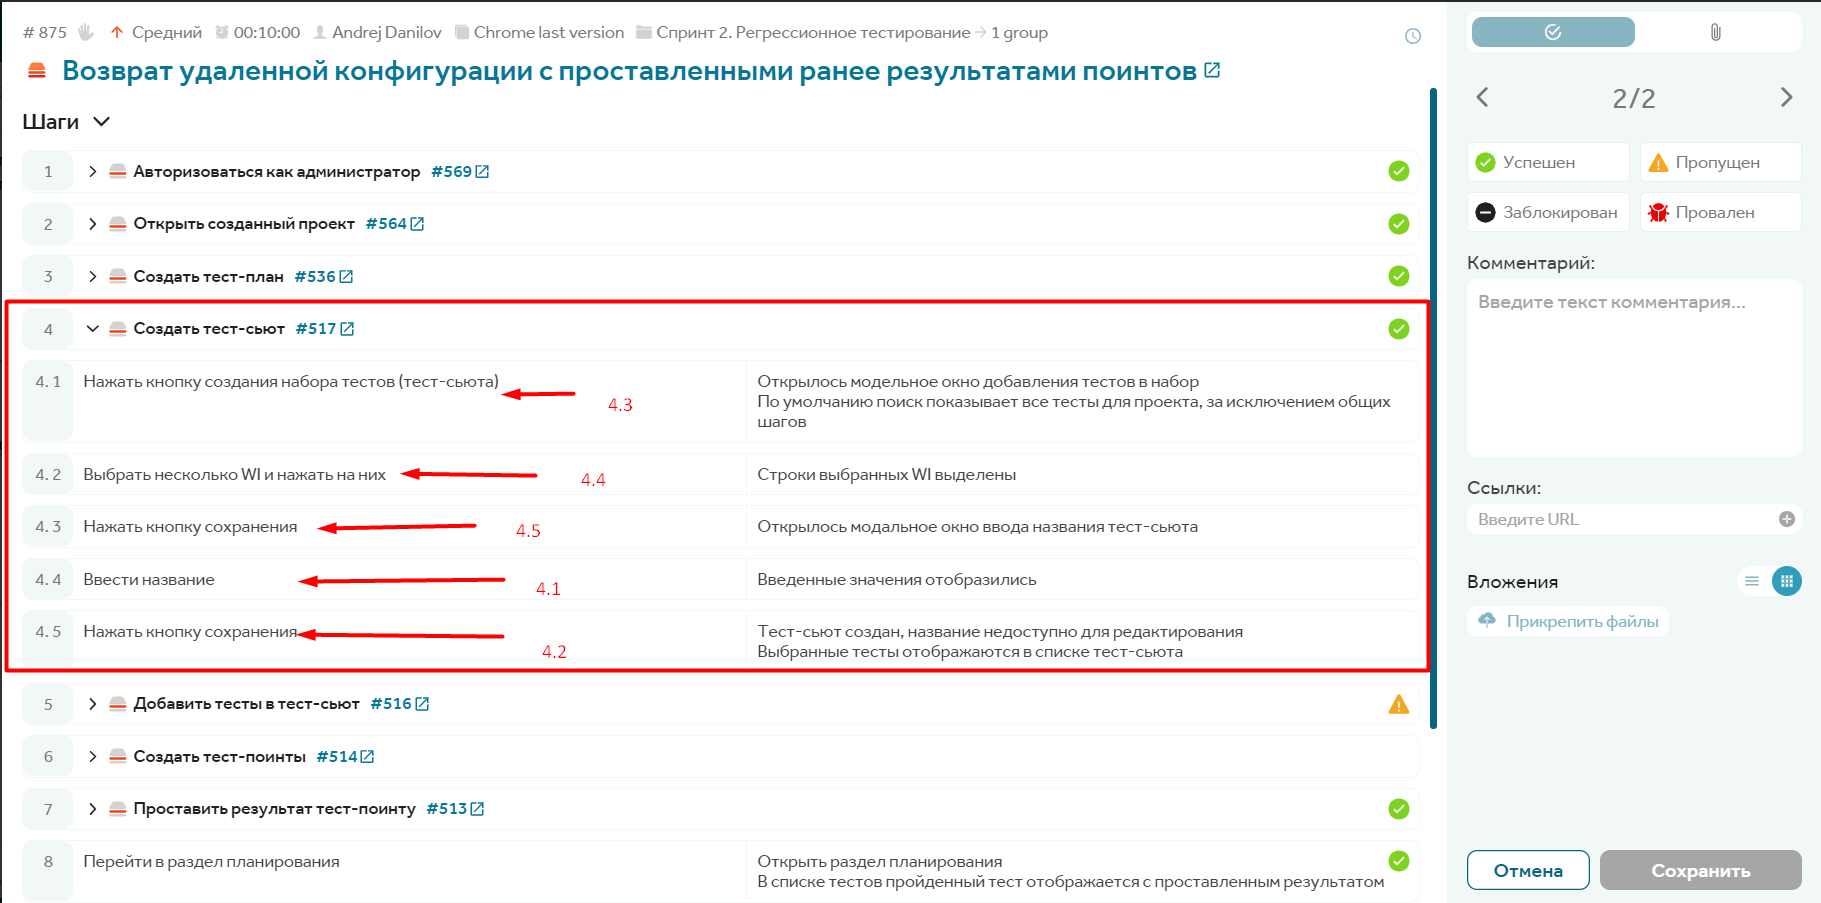 # 875 Средний 00:10:00 Andrej Danilov Chrome last version Спринт 2. Регрессионное тестирование 1 group
Возврат удаленной конфигурации с проставленными ранее результатами поинтов
Шаги
1 Авторизоваться как администратор #569
2 Открыть созданный проект #564
3 Создать тест-план #536
4 Создать тест-сьют #517
4. 1 Нажать кнопку создания набора тестов (тест-сьюта)
4.3
Открылось модельное окно добавления тестов в набор
По умолчанию поиск показывает все тесты для проекта, за исключением общих
шагов
4. 2 Выбрать несколько WI и нажать на них
4.4
Строки выбранных WI выделены
4. 3 Нажать кнопку сохранения
4.5
Открылось модальное окно ввода названия тест-сьюта
4. 4 Ввести название
4.1
Введенные значения отобразились
4. 5 Нажать кнопку сохранения
4.2
Тест-сьют создан, название недоступно для редактирования
Выбранные тесты отображаются в списке тест-сьюта
5 Добавить тесты в тест-сьют #516
6 Создать тест-поинты #514
7 Проставить результат тест-поинту #513
8 Перейти в раздел планирования
Открыть раздел планирования
В списке тестов пройденный тест отображается с проставленным результатом
2/2
Успешен
Пропущен
Заблокирован
Провален
Комментарий:
Введите текст комментария...
Ссылки:
Введите URL
Вложения
Прикрепить файлы
Отмена
Сохранить